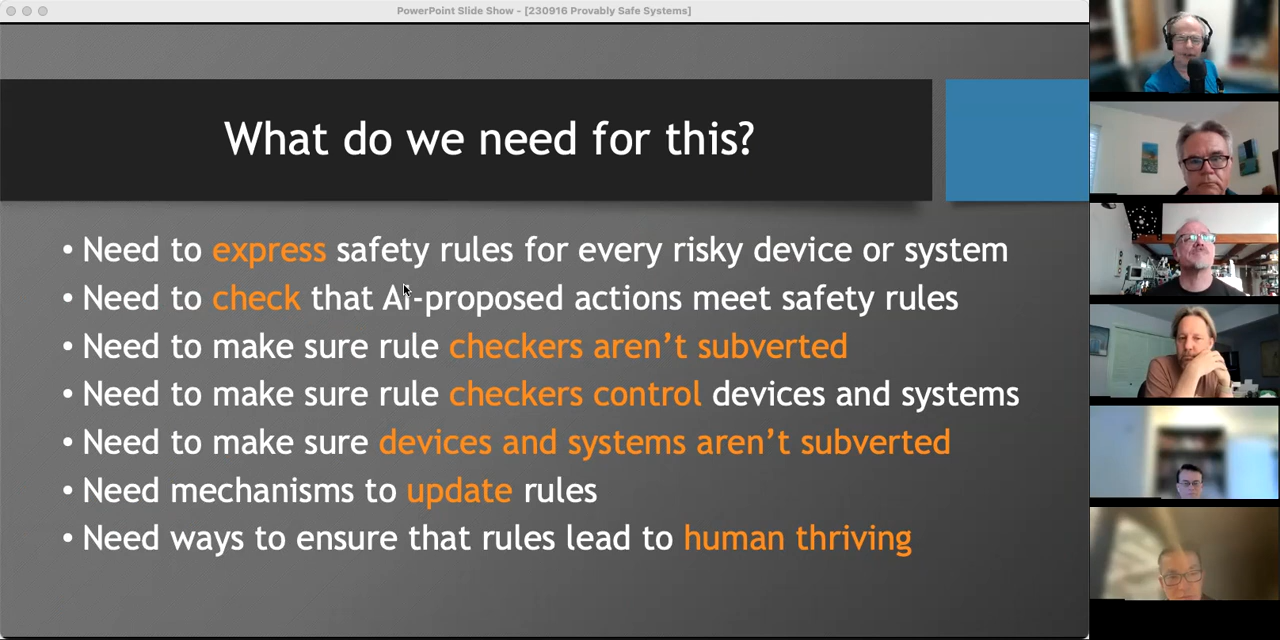 PowerPoint Slide Show - [230916 Provably Safe Systems]
What do we need for this?
• Need to express safety rules for every risky device or system
• Need to check that AI-proposed actions meet safety rules
• Need to make sure rule checkers aren’t subverted
• Need to make sure rule checkers control devices and systems
• Need to make sure devices and systems aren’t subverted
• Need mechanisms to update rules
• Need ways to ensure that rules lead to human thriving